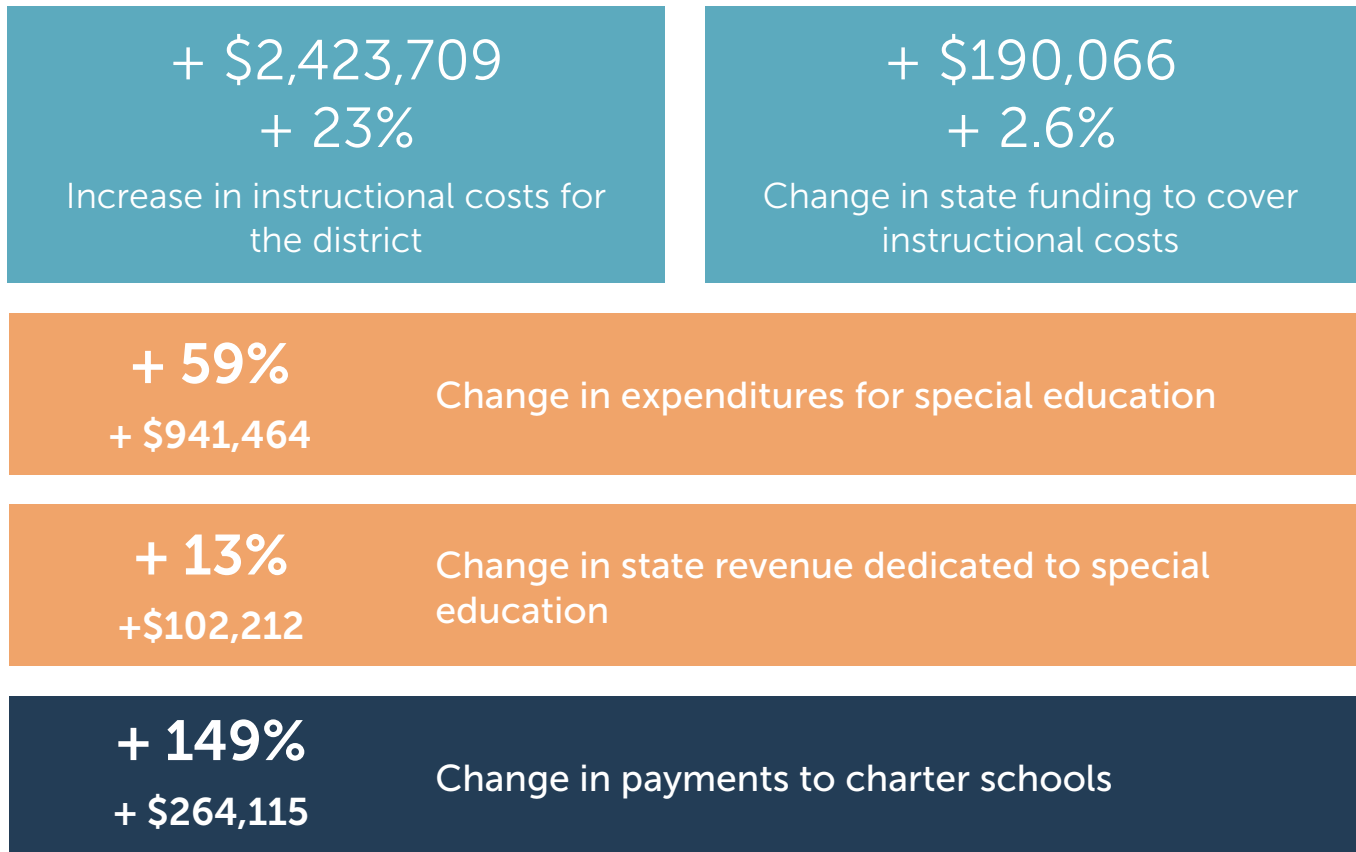 + $2,423,709
+ 23%
Increase in instructional costs for
the district
+ $190,066
+ 2.6%
Change in state funding to cover
instructional costs
+ 59%
+ $941,464
Change in expenditures for special education
+ 13%
+$102,212
Change in state revenue dedicated to special
education
+ 149%
+ $264,115
Change in payments to charter schools